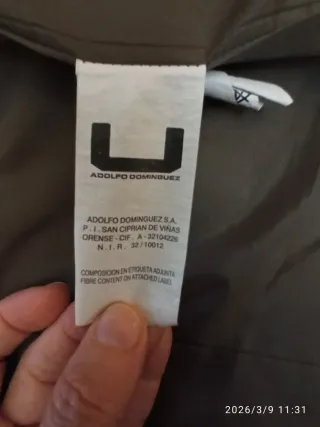 ADOLFO DOMINGUEZ
ADOLFO DOMINGUEZ S.A.
P.I. SAN CIPRIAN DE VIÑAS
ORENSE - CIF. A - 32104226
N.I.R. 32/10012
COMPOSICIÓN EN ETIQUETA ADJUNTA
FIBRE CONTENT ON ATTACHED LABEL
2026/3/9 11:31